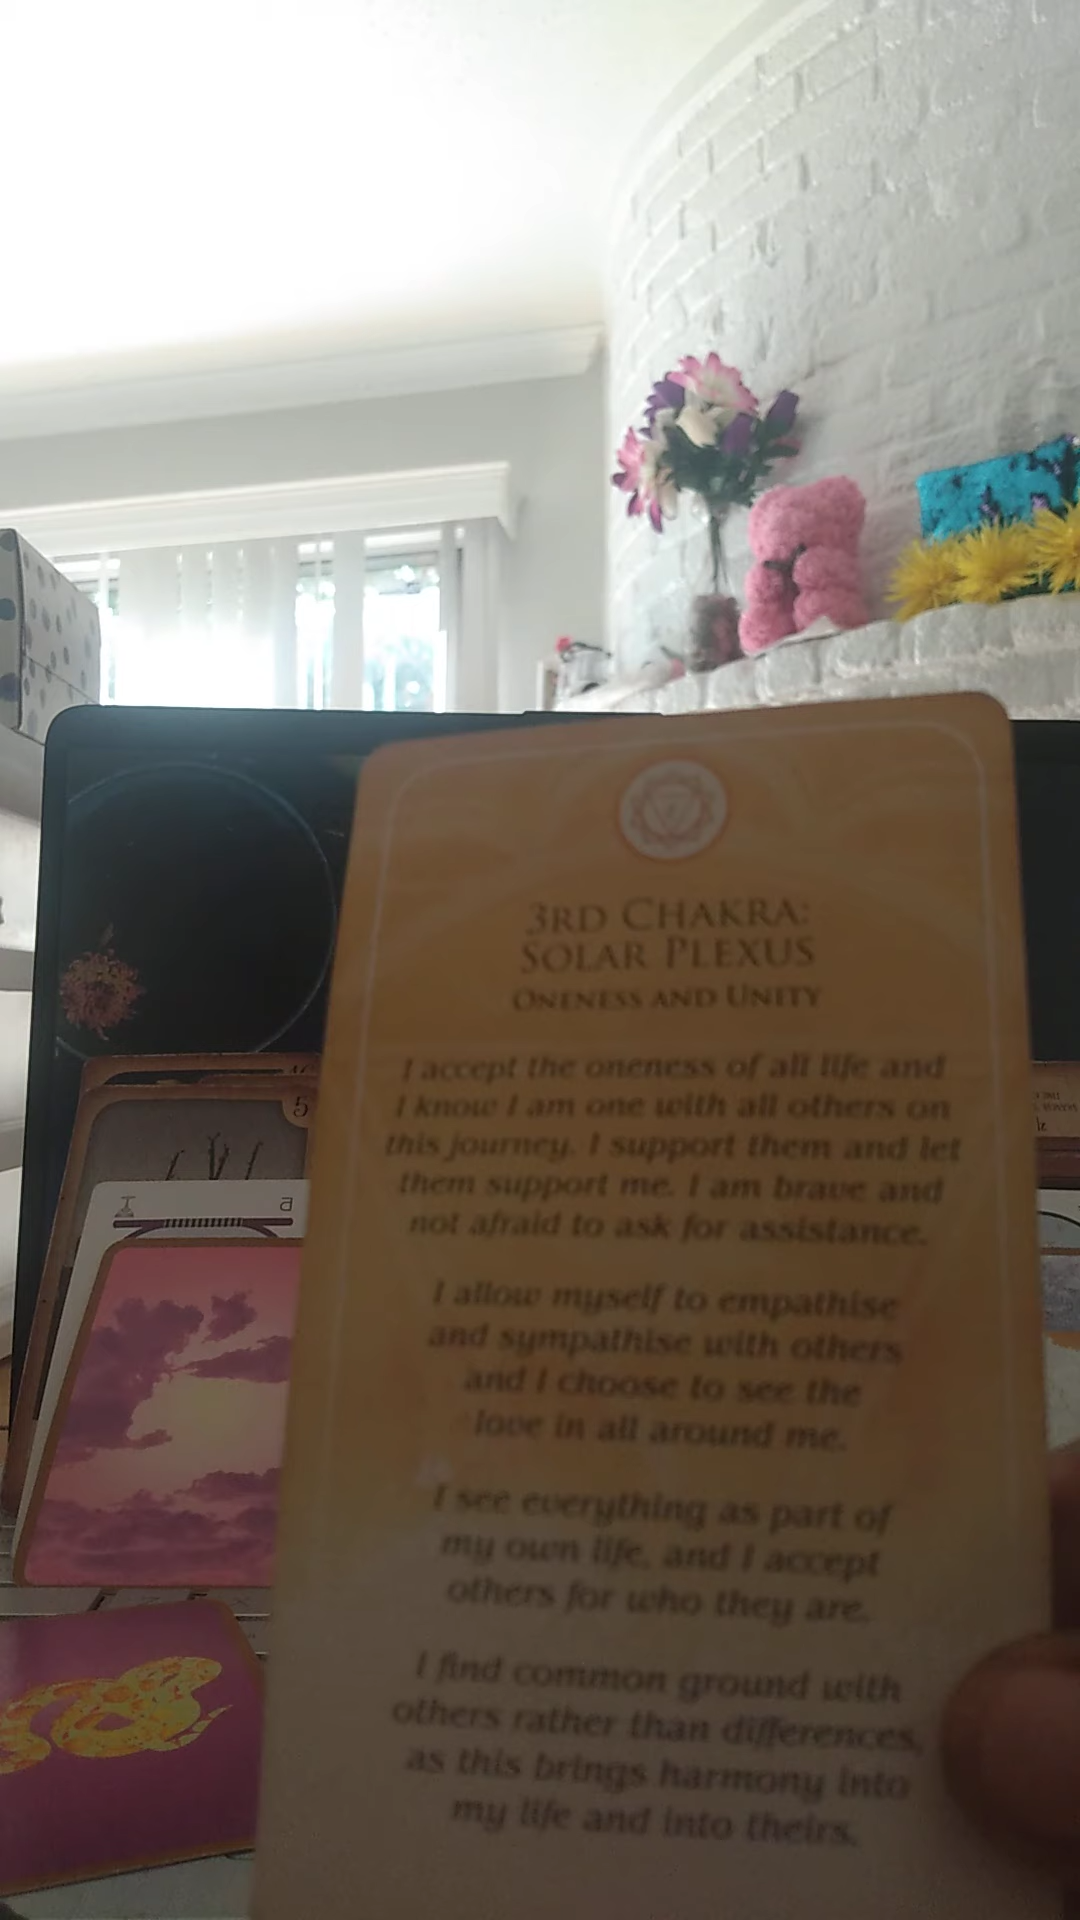 3RD CHAKRA:
SOLAR PLEXUS
ONENESS AND UNITY
I accept the oneness of all life and
I know I am one with all others on
this journey. I support them and let
them support me. I am brave and
not afraid to ask for assistance.
I allow myself to empathise
and sympathise with others
and I choose to see the
love in all around me.
I see everything as part of
my own life, and I accept
others for who they are.
I find common ground with
others rather than differences,
as this brings harmony into
my life and into theirs.
5
a